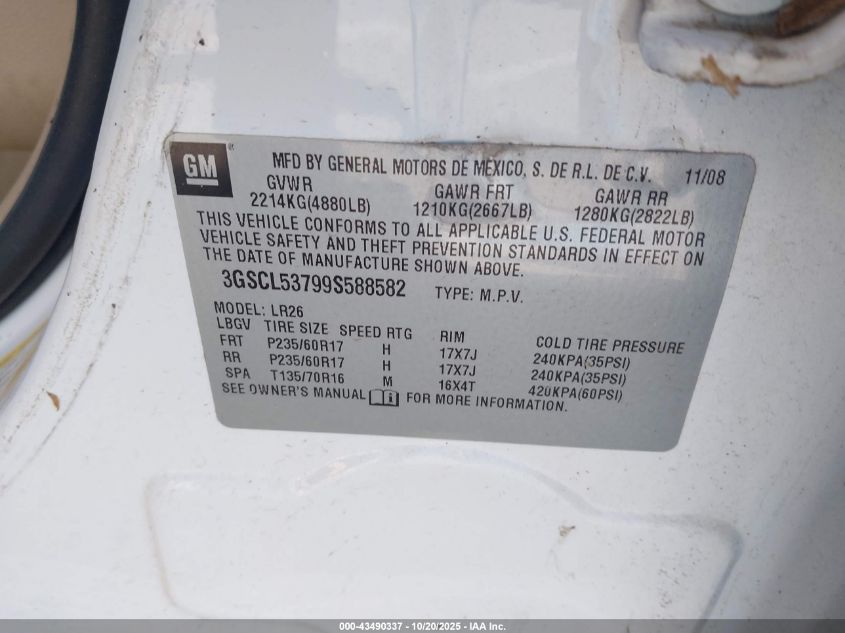 GM
MFD BY GENERAL MOTORS DE MEXICO, S. DE R.L. DE C.V. 11/08
GVWR GAWR FRT GAWR RR
2214KG(4880LB) 1210KG(2667LB) 1280KG(2822LB)
THIS VEHICLE CONFORMS TO ALL APPLICABLE U.S. FEDERAL MOTOR
VEHICLE SAFETY AND THEFT PREVENTION STANDARDS IN EFFECT ON
THE DATE OF MANUFACTURE SHOWN ABOVE.
3GSCL53799S588582 TYPE: M.P.V.
MODEL: LR26
LBGV TIRE SIZE SPEED RTG RIM COLD TIRE PRESSURE
FRT P235/60R17 H 17X7J 240KPA(35PSI)
RR P235/60R17 H 17X7J 240KPA(35PSI)
SPA T135/70R16 M 16X4T 420KPA(60PSI)
SEE OWNER'S MANUAL FOR MORE INFORMATION.
000-43490337 - 10/20/2025 - IAA Inc.